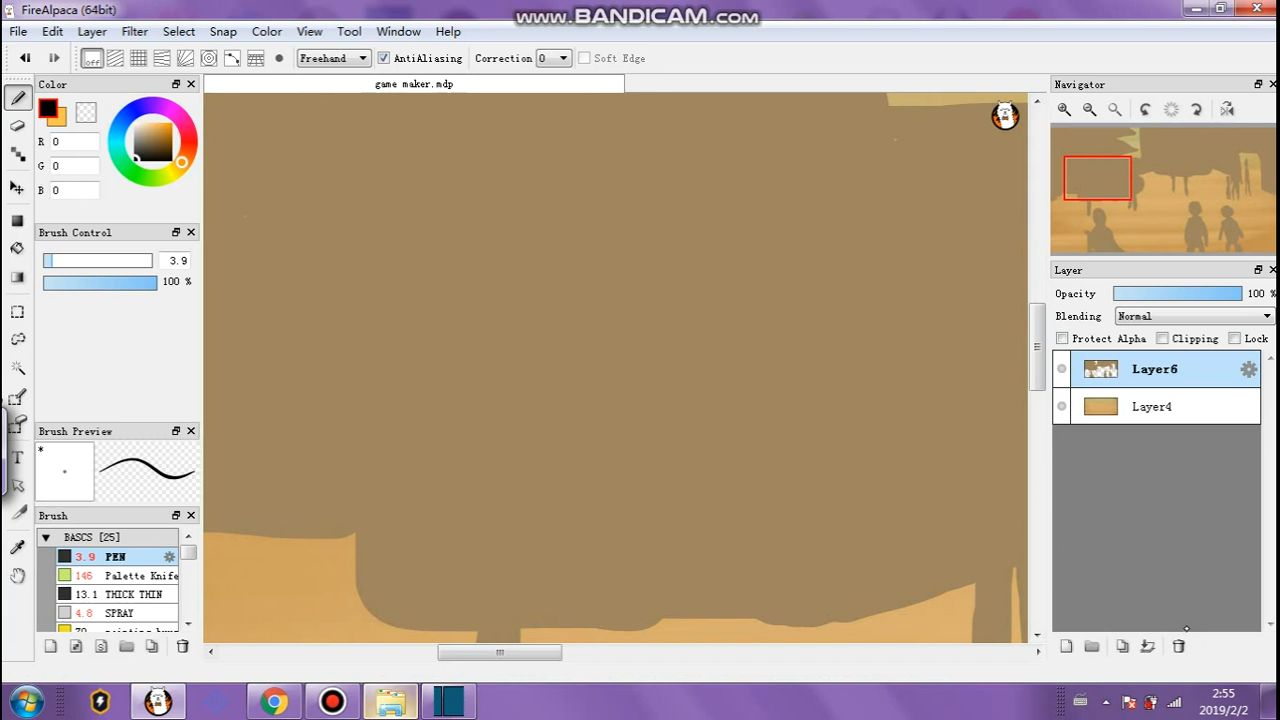 FireAlpaca (64bit)
www.BANDICAM.com
File Edit Layer Filter Select Snap Color View Tool Window Help
off Freehand AntiAliasing Correction 0 Soft Edge
Color
game maker.mdp
Navigator
R 0
G 0
B 0
Brush Control
3.9
100 %
Layer
Opacity 100 %
Blending Normal
Protect Alpha Clipping Lock
Layer6
Layer4
Brush Preview
*
T
Brush
BASCS [25]
3.9 PEN
146 Palette Knife
13.1 THICK THIN
4.8 SPRAY
2:55
2019/2/2